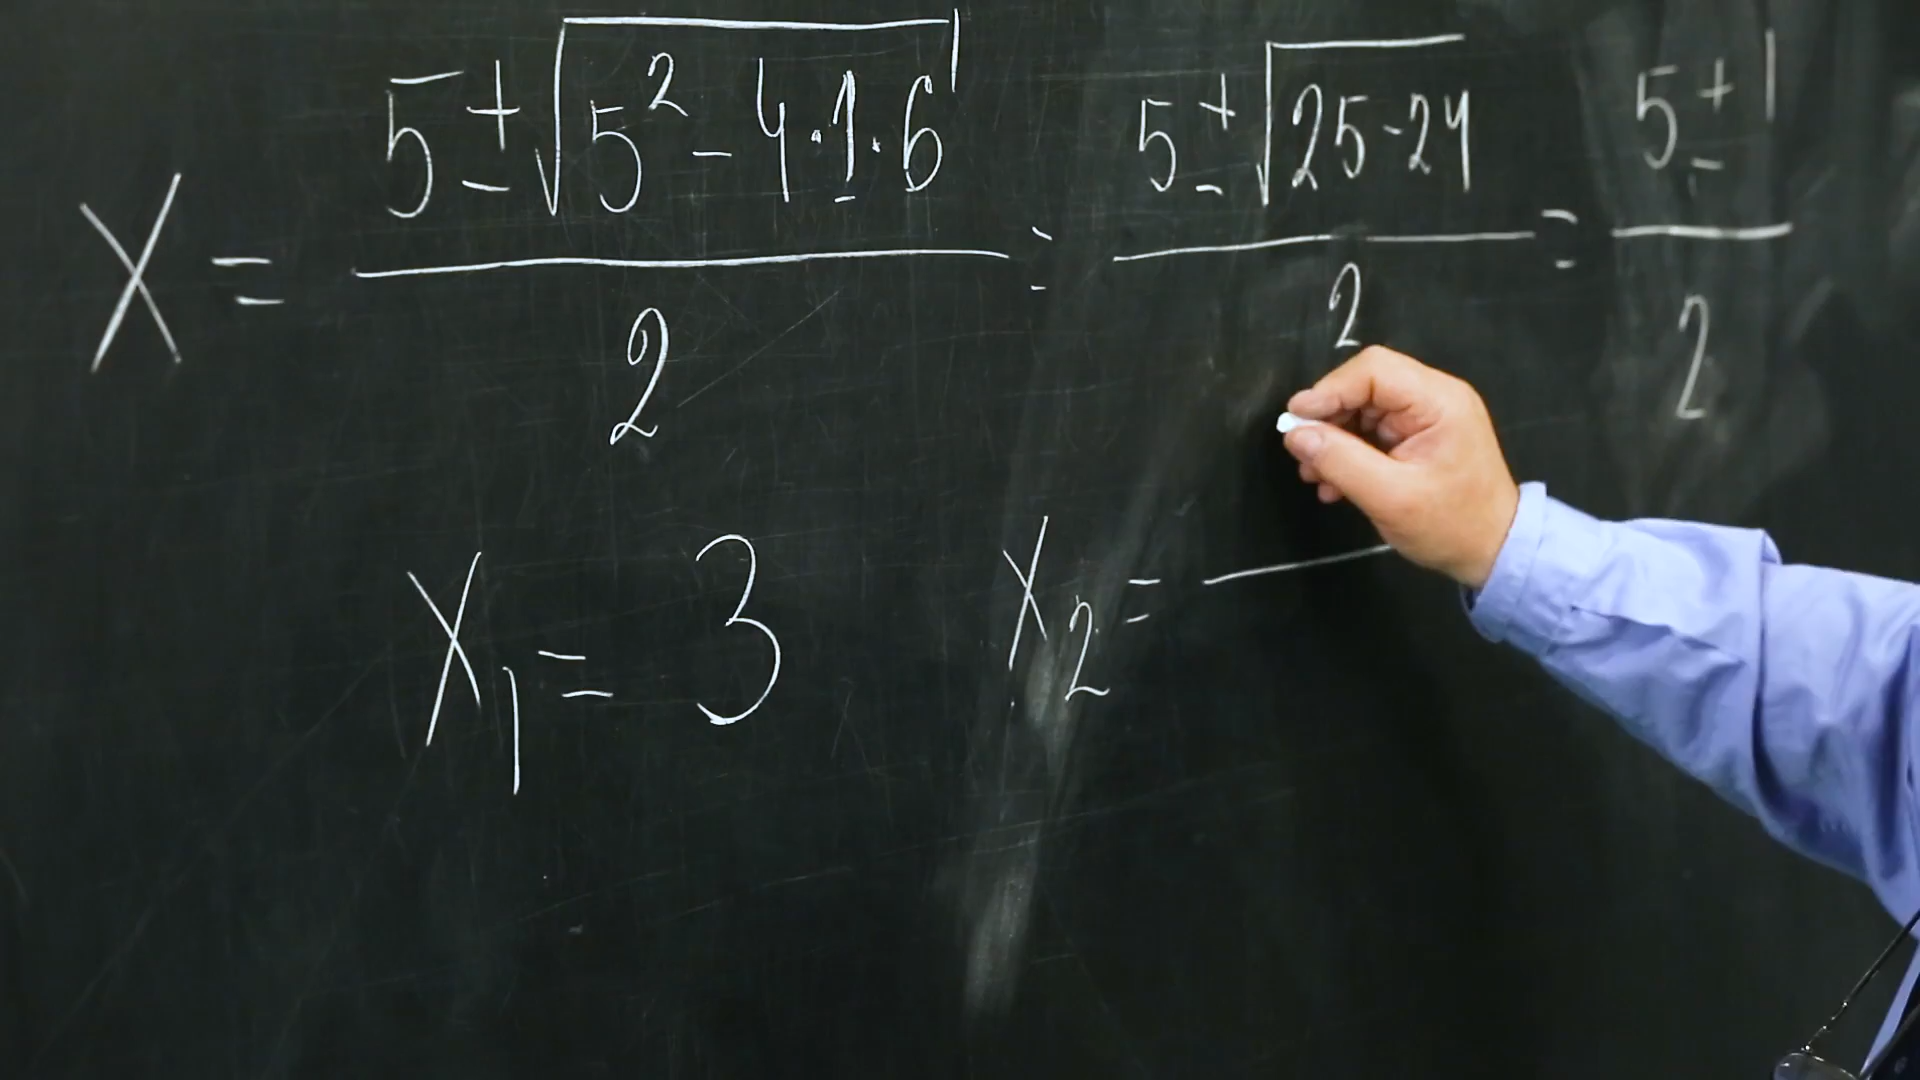 x = (5 ± √(5² - 4·1·6)) / 2 = (5 ± √(25-24)) / 2 = (5 ± 1) / 2
x₁ = 3 x₂ =